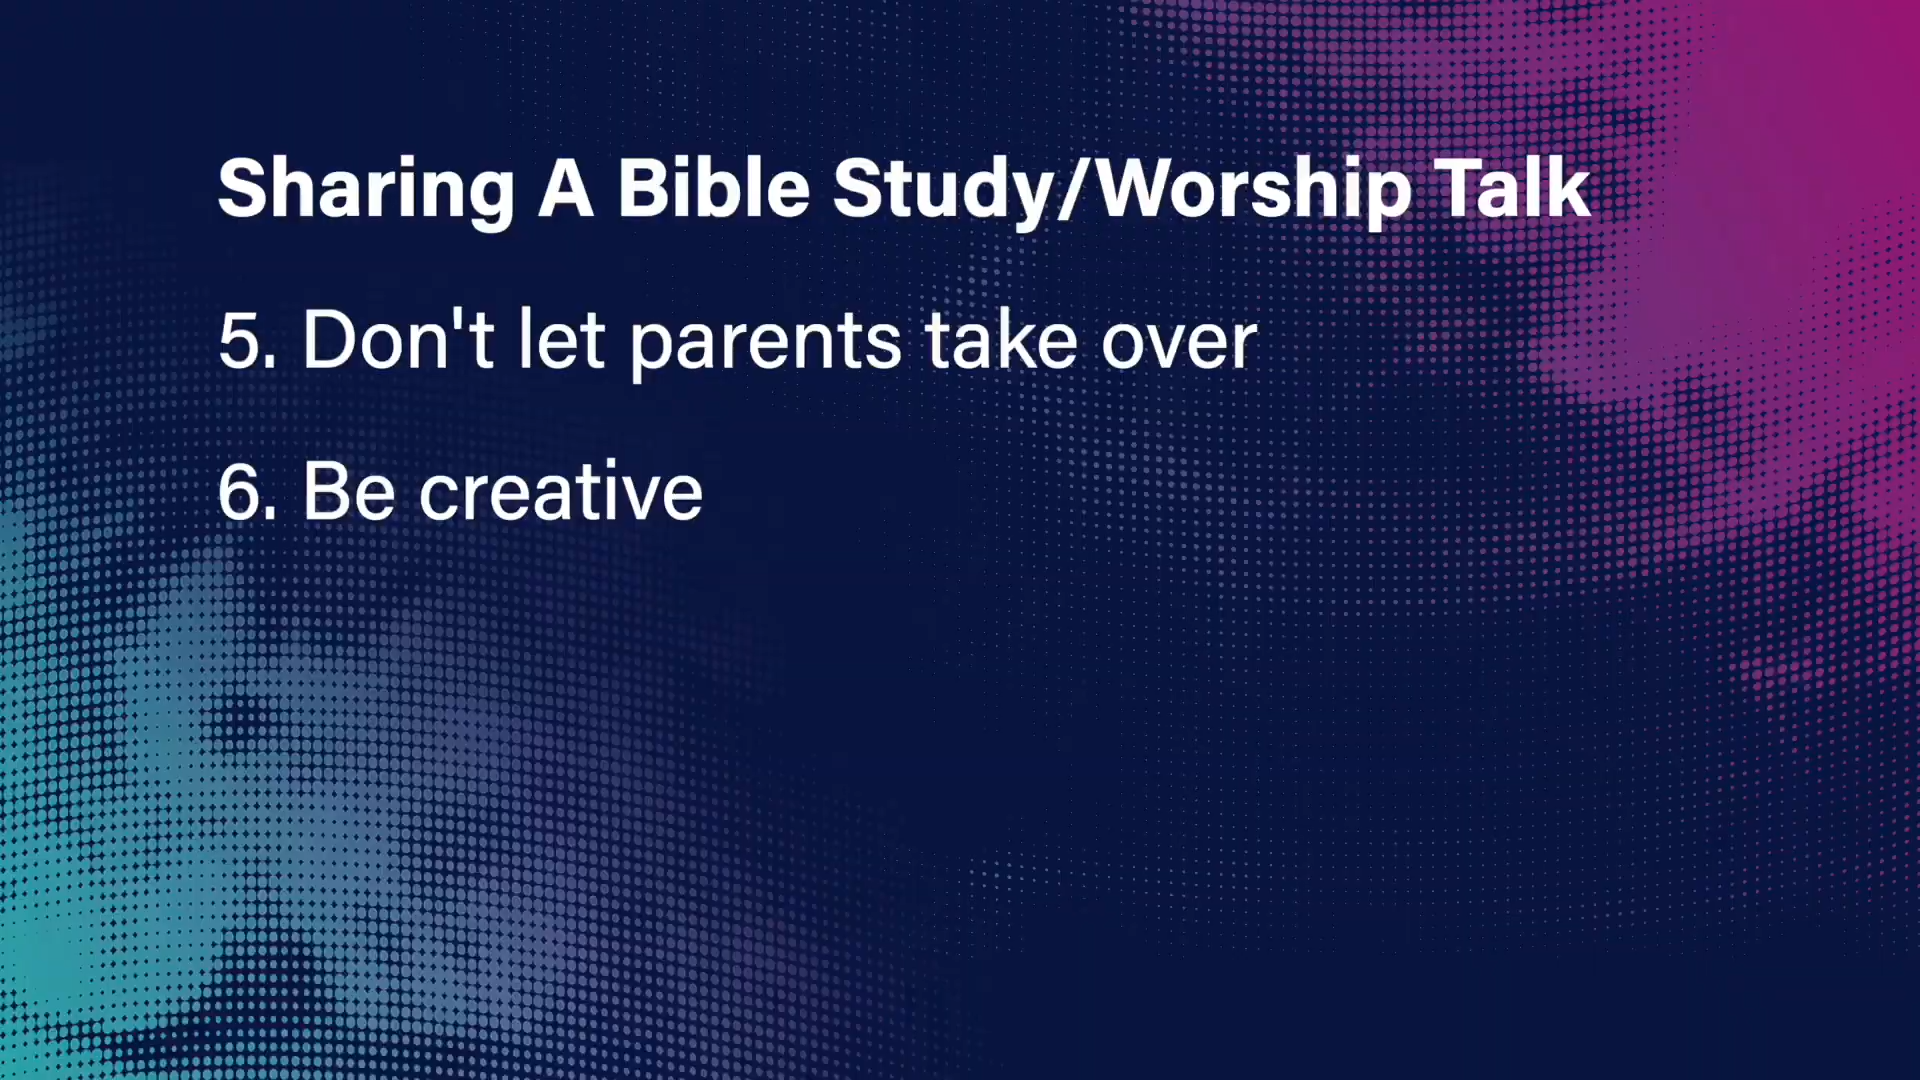 Sharing A Bible Study/Worship Talk
5. Don't let parents take over
6. Be creative